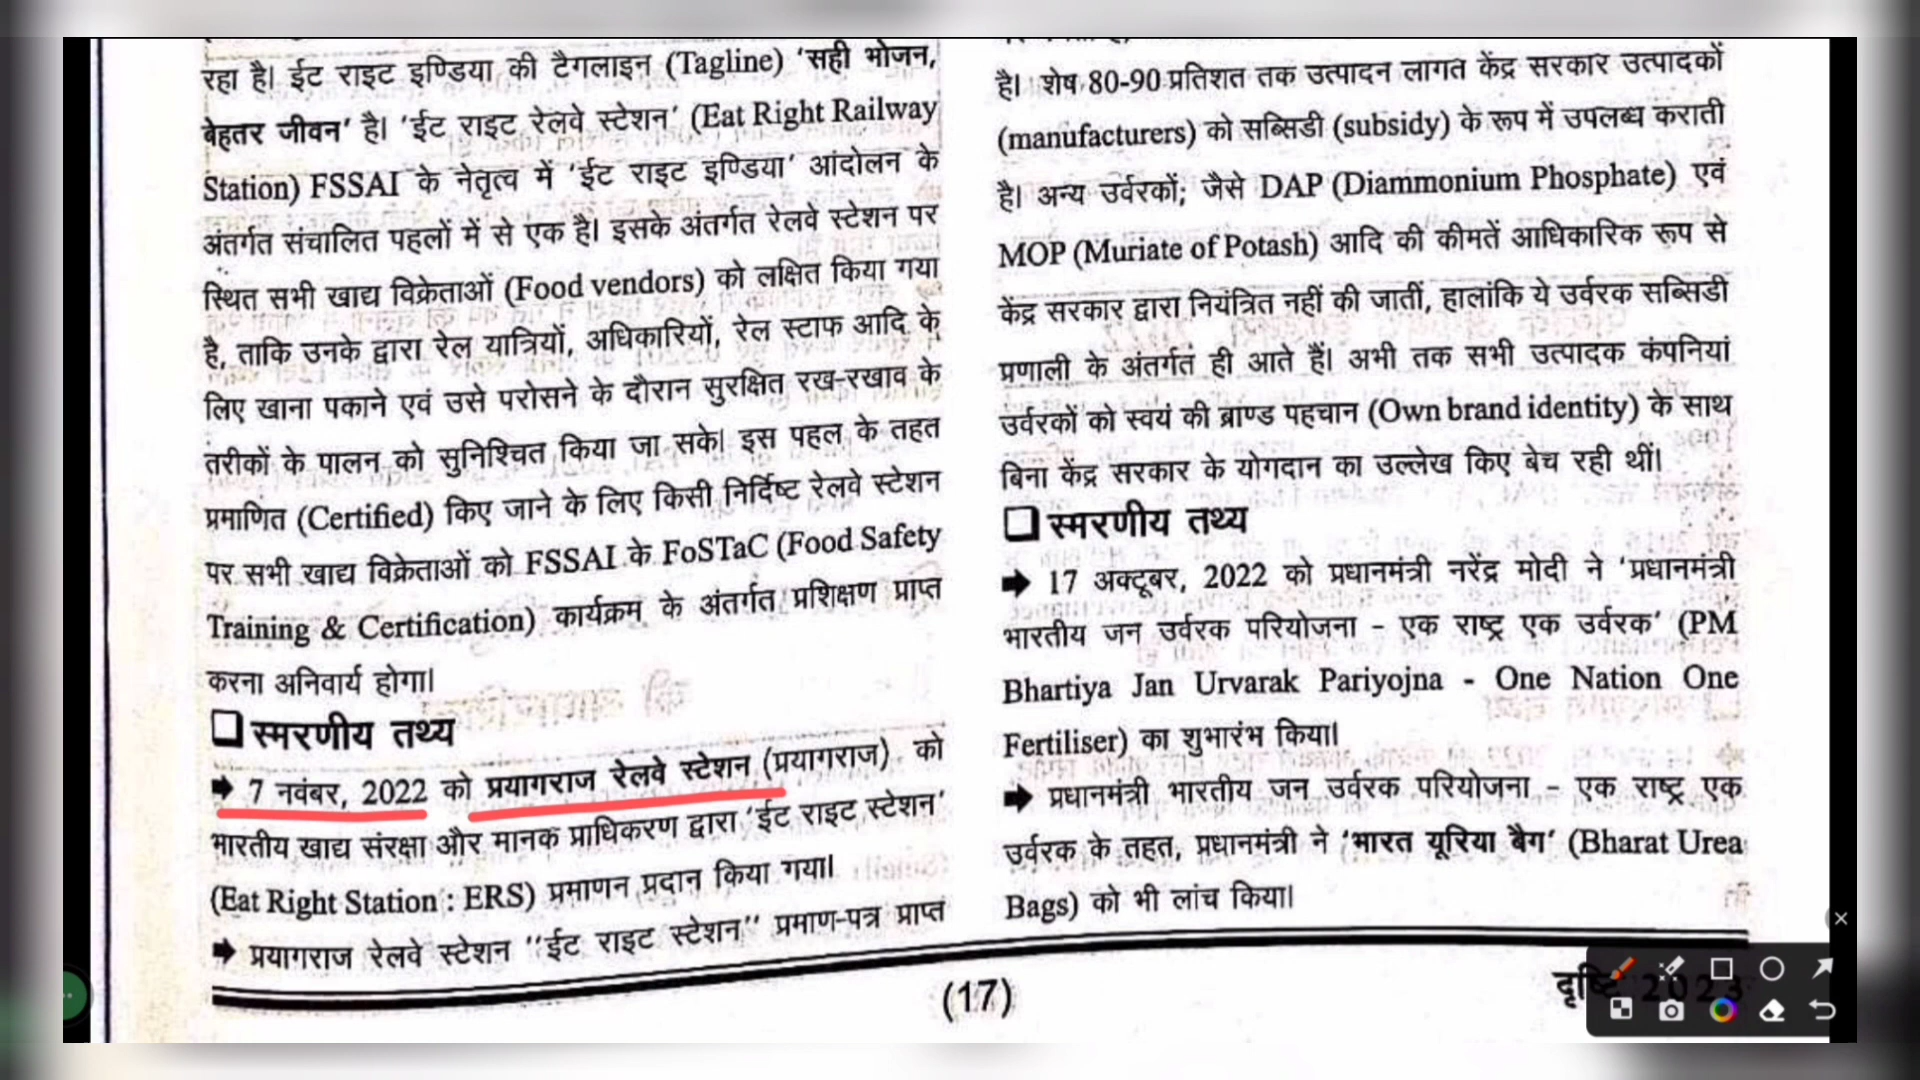 रहा है। ईट राइट इण्डिया की टैगलाइन (Tagline) ‘सही भोजन,
बेहतर जीवन’ है। ‘ईट राइट रेलवे स्टेशन’ (Eat Right Railway
Station) FSSAI के नेतृत्व में ‘ईट राइट इण्डिया’ आंदोलन के
अंतर्गत संचालित पहलों में से एक है। इसके अंतर्गत रेलवे स्टेशन पर
स्थित सभी खाद्य विक्रेताओं (Food vendors) को लक्षित किया गया
है, ताकि उनके द्वारा रेल यात्रियों, अधिकारियों, रेल स्टाफ आदि के
लिए खाना पकाने एवं उसे परोसने के दौरान सुरक्षित रख-रखाव के
तरीकों के पालन को सुनिश्चित किया जा सके। इस पहल के तहत
प्रमाणित (Certified) किए जाने के लिए किसी निर्दिष्ट रेलवे स्टेशन
पर सभी खाद्य विक्रेताओं को FSSAI के FoSTaC (Food Safety
Training & Certification) कार्यक्रम के अंतर्गत प्रशिक्षण प्राप्त
करना अनिवार्य होगा।
❑ स्मरणीय तथ्य
➡ 7 नवंबर, 2022 को प्रयागराज रेलवे स्टेशन (प्रयागराज) को
भारतीय खाद्य संरक्षा और मानक प्राधिकरण द्वारा ‘ईट राइट स्टेशन’
(Eat Right Station : ERS) प्रमाणन प्रदान किया गया।
➡ प्रयागराज रेलवे स्टेशन ‘‘ईट राइट स्टेशन’’ प्रमाण-पत्र प्राप्त
है। शेष 80-90 प्रतिशत तक उत्पादन लागत केंद्र सरकार उत्पादकों
(manufacturers) को सब्सिडी (subsidy) के रूप में उपलब्ध कराती
है। अन्य उर्वरकों; जैसे DAP (Diammonium Phosphate) एवं
MOP (Muriate of Potash) आदि की कीमतें आधिकारिक रूप से
केंद्र सरकार द्वारा नियंत्रित नहीं की जातीं, हालांकि ये उर्वरक सब्सिडी
प्रणाली के अंतर्गत ही आते हैं। अभी तक सभी उत्पादक कंपनियां
उर्वरकों को स्वयं की ब्राण्ड पहचान (Own brand identity) के साथ
बिना केंद्र सरकार के योगदान का उल्लेख किए बेच रही थीं।
❑ स्मरणीय तथ्य
➡ 17 अक्टूबर, 2022 को प्रधानमंत्री नरेंद्र मोदी ने ‘प्रधानमंत्री
भारतीय जन उर्वरक परियोजना - एक राष्ट्र एक उर्वरक’ (PM
Bhartiya Jan Urvarak Pariyojna - One Nation One
Fertiliser) का शुभारंभ किया।
➡ प्रधानमंत्री भारतीय जन उर्वरक परियोजना - एक राष्ट्र एक
उर्वरक के तहत, प्रधानमंत्री ने ‘भारत यूरिया बैग’ (Bharat Urea
Bags) को भी लांच किया।
(17)
दृष्टि 2023